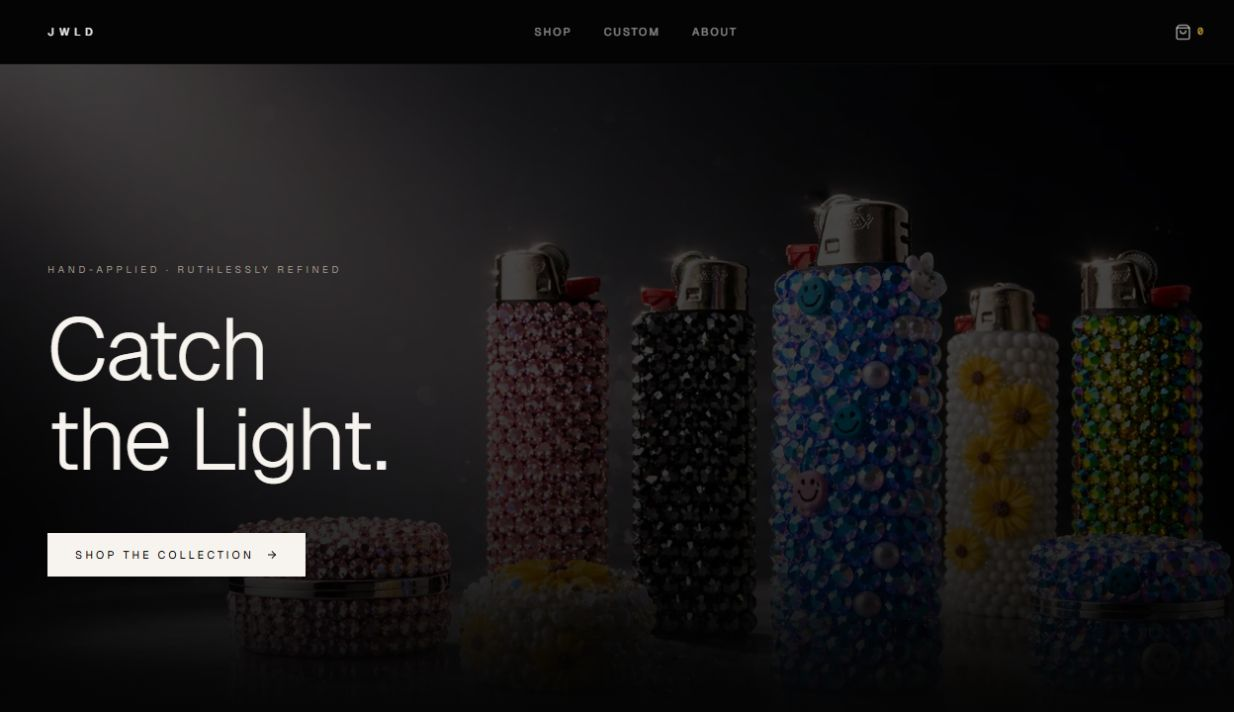 JWLD
SHOP
CUSTOM
ABOUT
0
HAND-APPLIED · RUTHLESSLY REFINED
Catch
the Light.
SHOP THE COLLECTION →